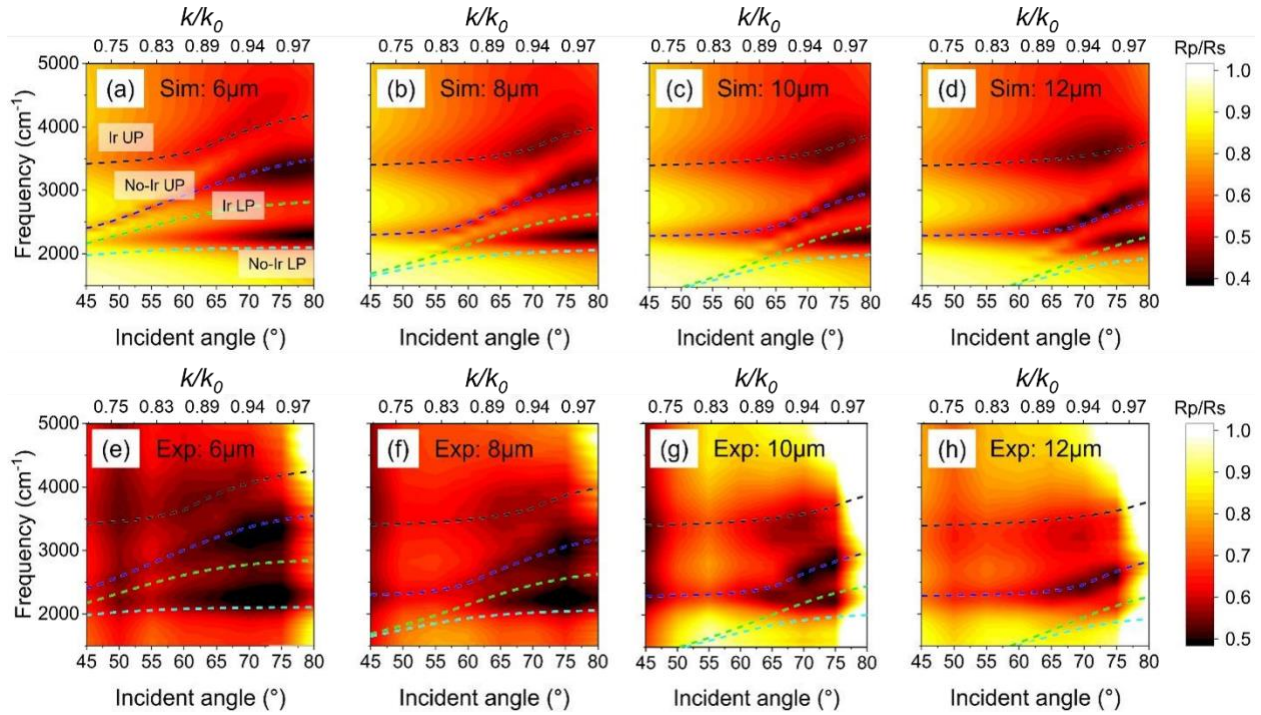 k/k0 k/k0 k/k0 k/k0
0.75 0.83 0.89 0.94 0.97 0.75 0.83 0.89 0.94 0.97 0.75 0.83 0.89 0.94 0.97 0.75 0.83 0.89 0.94 0.97 Rp/Rs
5000
(a) Sim: 6μm (b) Sim: 8μm (c) Sim: 10μm (d) Sim: 12μm
1.0
0.9
0.8
0.7
0.6
0.5
0.4
Frequency (cm-1)
4000
3000
2000
Ir UP
No-Ir UP
Ir LP
No-Ir LP
45 50 55 60 65 70 75 80 45 50 55 60 65 70 75 80 45 50 55 60 65 70 75 80 45 50 55 60 65 70 75 80
Incident angle (°) Incident angle (°) Incident angle (°) Incident angle (°)
k/k0 k/k0 k/k0 k/k0
0.75 0.83 0.89 0.94 0.97 0.75 0.83 0.89 0.94 0.97 0.75 0.83 0.89 0.94 0.97 0.75 0.83 0.89 0.94 0.97 Rp/Rs
5000
(e) Exp: 6μm (f) Exp: 8μm (g) Exp: 10μm (h) Exp: 12μm
1.0
0.9
0.8
0.7
0.6
0.5
Frequency (cm-1)
4000
3000
2000
45 50 55 60 65 70 75 80 45 50 55 60 65 70 75 80 45 50 55 60 65 70 75 80 45 50 55 60 65 70 75 80
Incident angle (°) Incident angle (°) Incident angle (°) Incident angle (°)